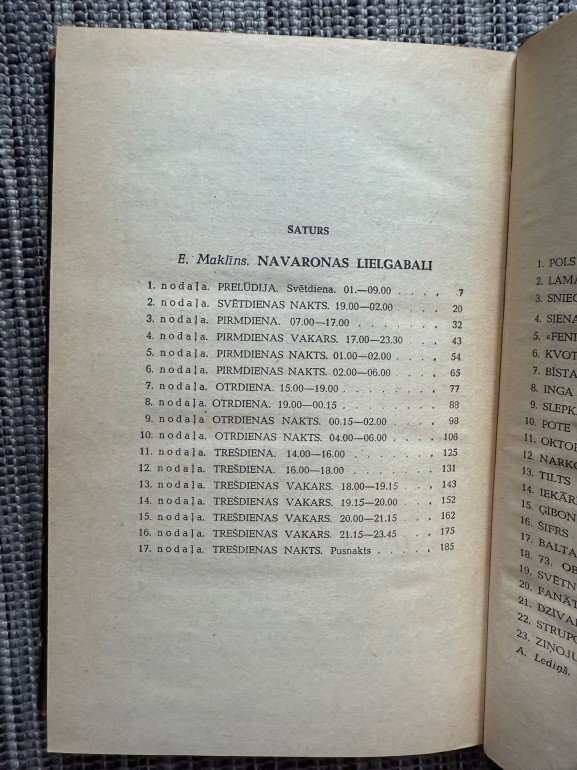 SATURS
E. Maklins. NAVARONAS LIELGABALI
1. nodaļa. PRELŪDIJA. Svētdiena. 01.—09.00 . . . . 7
2. nodaļa. SVĒTDIENAS NAKTS. 19.00—02.00 . . . . 20
3. nodaļa. PIRMDIENA. 07.00—17.00 . . . . . . . . 32
4. nodaļa. PIRMDIENAS VAKARS. 17.00—23.30 . . . 43
5. nodaļa. PIRMDIENAS NAKTS. 01.00—02.00 . . . . 54
6. nodaļa. PIRMDIENAS NAKTS. 02.00—06.00 . . . . 65
7. nodaļa. OTRDIENA. 15.00—19.00 . . . . . . . . . 77
8. nodaļa. OTRDIENA. 19.00—00.15 . . . . . . . . . 88
9. nodaļa OTRDIENAS NAKTS. 00.15—02.00 . . . . 98
10. nodaļa. OTRDIENAS NAKTS. 04.00—06.00 . . . . 106
11. nodaļa. TREŠDIENA. 14.00—16.00 . . . . . . . . 125
12. nodaļa. TREŠDIENA. 16.00—18.00 . . . . . . . . 131
13. nodaļa. TREŠDIENAS VAKARS. 18.00—19.15 . . . 143
14. nodaļa. TREŠDIENAS VAKARS. 19.15—20.00 . . . 152
15. nodaļa. TREŠDIENAS VAKARS. 20.00—21.15 . . . 162
16. nodaļa. TREŠDIENAS VAKARS. 21.15—23.45 . . . 175
17. nodaļa. TREŠDIENAS NAKTS. Pusnakts . . . . . 185
1. POLS
2. LAMA
3. SNIEG
4. SIENA
5. «FENI
6. KVOT
7. BĪSTA
8. INGA
9. SLEPK
10. POTE
11. OKTOB
12. NARKO
13. TILTS
14. IEKĀR
15. ĢIBON
16. ŠIFRS
17. BALTA
18. 73. OB
19. SVĒTN
20. FANĀT
21. DZĪVA
22. STRUPC
23. ZIŅOJU
A. Lediņš.